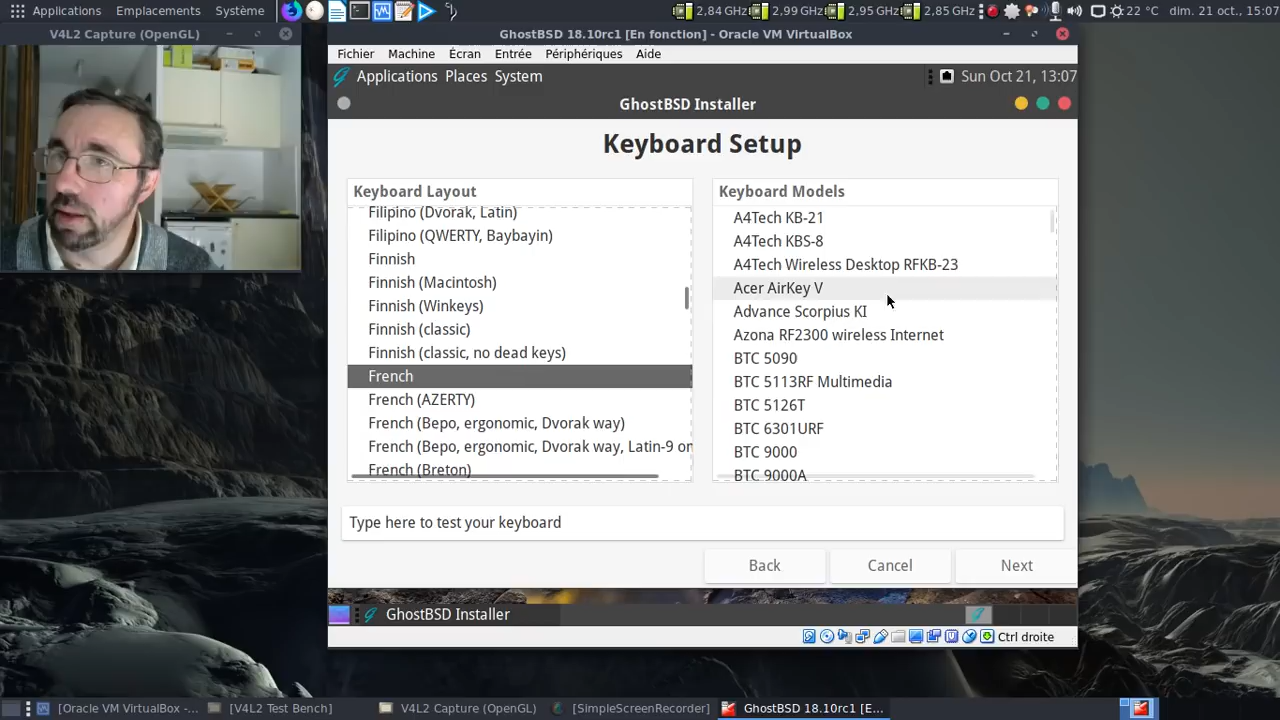 Applications Emplacements Système 2,84 GHz 2,99 GHz 2,95 GHz 2,85 GHz 22 °C dim. 21 oct., 15:07
V4L2 Capture (OpenGL)
GhostBSD 18.10rc1 [En fonction] - Oracle VM VirtualBox
Fichier Machine Écran Entrée Périphériques Aide
Applications Places System Sun Oct 21, 13:07
GhostBSD Installer
Keyboard Setup
Keyboard Layout
Filipino (Dvorak, Latin)
Filipino (QWERTY, Baybayin)
Finnish
Finnish (Macintosh)
Finnish (Winkeys)
Finnish (classic)
Finnish (classic, no dead keys)
French
French (AZERTY)
French (Bepo, ergonomic, Dvorak way)
French (Bepo, ergonomic, Dvorak way, Latin-9 on
French (Breton)
Keyboard Models
A4Tech KB-21
A4Tech KBS-8
A4Tech Wireless Desktop RFKB-23
Acer AirKey V
Advance Scorpius KI
Azona RF2300 wireless Internet
BTC 5090
BTC 5113RF Multimedia
BTC 5126T
BTC 6301URF
BTC 9000
BTC 9000A
Type here to test your keyboard
Back Cancel Next
GhostBSD Installer
Ctrl droite
[Oracle VM VirtualBox -... [V4L2 Test Bench] V4L2 Capture (OpenGL) [SimpleScreenRecorder] GhostBSD 18.10rc1 [E...